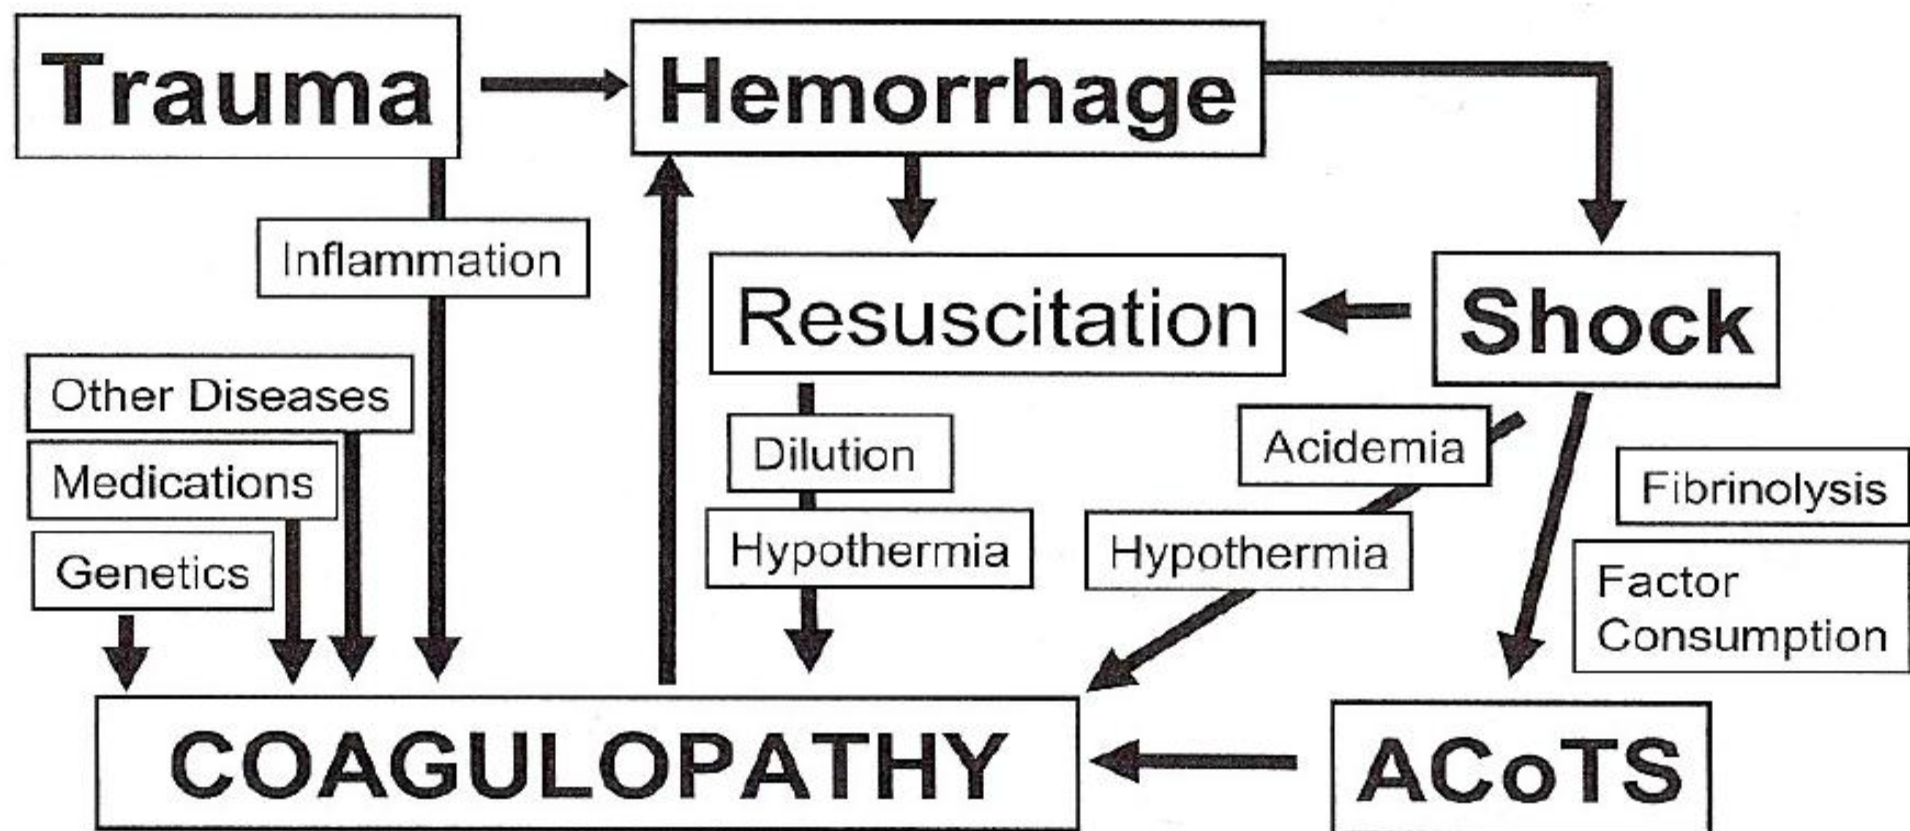 Trauma
Hemorrhage
Inflammation
Resuscitation
Shock
Other Diseases
Medications
Genetics
Dilution
Hypothermia
Acidemia
Hypothermia
Fibrinolysis
Factor
Consumption
COAGULOPATHY
ACoTS